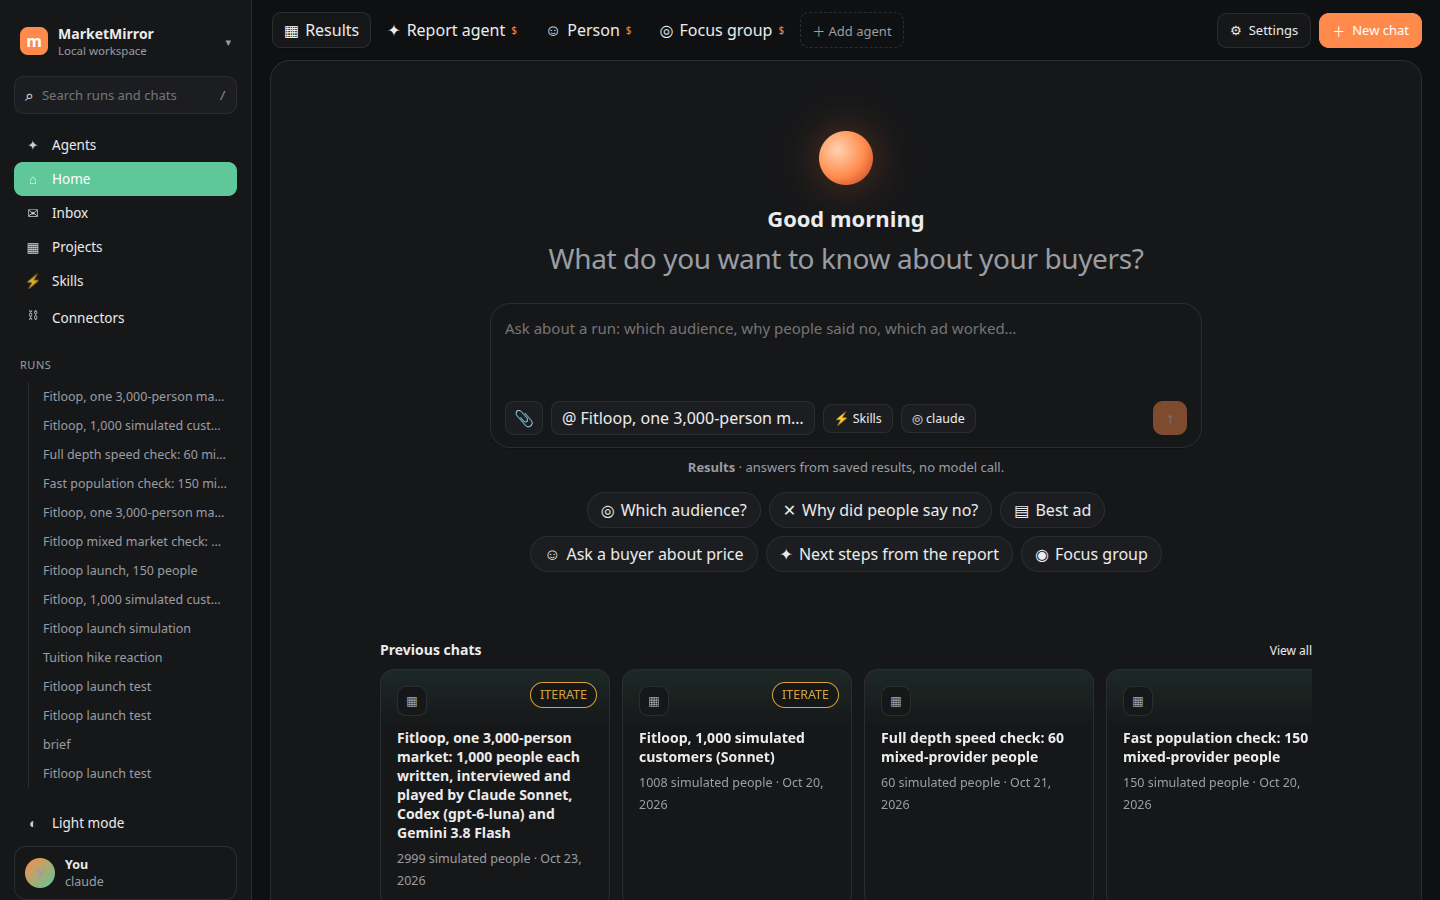 m
MarketMirror
Local workspace
Search runs and chats /
Agents
Home
Inbox
Projects
Skills
Connectors
RUNS
Fitloop, one 3,000-person ma...
Fitloop, 1,000 simulated cust...
Full depth speed check: 60 mi...
Fast population check: 150 mi...
Fitloop, one 3,000-person ma...
Fitloop mixed market check: ...
Fitloop launch, 150 people
Fitloop, 1,000 simulated cust...
Fitloop launch simulation
Tuition hike reaction
Fitloop launch test
Fitloop launch test
brief
Fitloop launch test
Light mode
You
claude
Results Report agent $ Person $ Focus group $ + Add agent
Settings + New chat
Good morning
What do you want to know about your buyers?
Ask about a run: which audience, why people said no, which ad worked...
@ Fitloop, one 3,000-person m... Skills claude
Results · answers from saved results, no model call.
Which audience? Why did people say no? Best ad
Ask a buyer about price Next steps from the report Focus group
Previous chats View all
ITERATE
Fitloop, one 3,000-person
market: 1,000 people each
written, interviewed and
played by Claude Sonnet,
Codex (gpt-6-luna) and
Gemini 3.8 Flash
2999 simulated people · Oct 23,
2026
ITERATE
Fitloop, 1,000 simulated
customers (Sonnet)
1008 simulated people · Oct 20,
2026
Full depth speed check: 60
mixed-provider people
60 simulated people · Oct 21,
2026
Fast population check: 150
mixed-provider people
150 simulated people · Oct 20,
2026